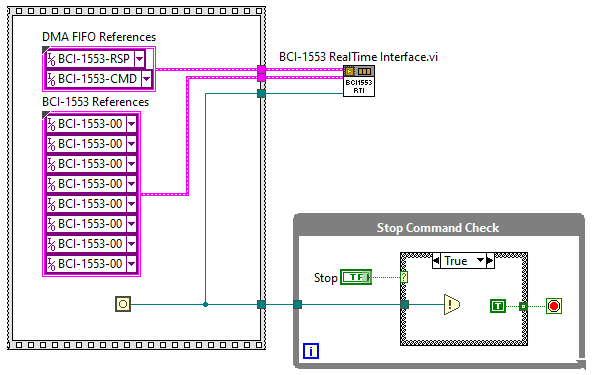 DMA FIFO References
BCI-1553-RSP
BCI-1553-CMD
BCI-1553 References
BCI-1553-00
BCI-1553-00
BCI-1553-00
BCI-1553-00
BCI-1553-00
BCI-1553-00
BCI-1553-00
BCI-1553-00
BCI-1553 RealTime Interface.vi
BCI1553
RTI
Stop Command Check
True
Stop
TF
?
!
T
i